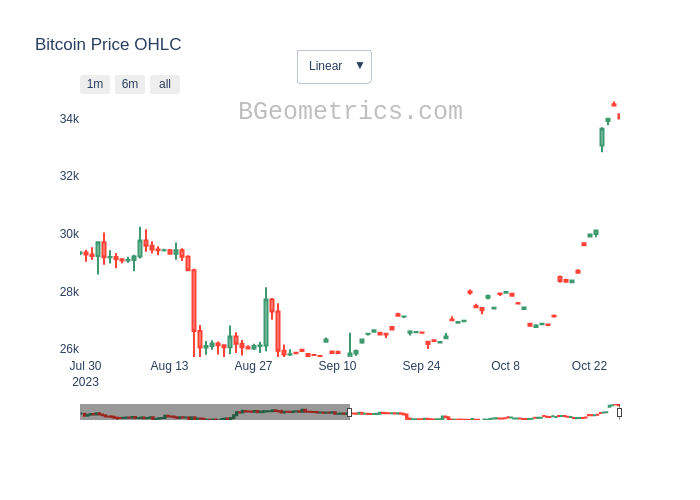 Bitcoin Price OHLC
Linear ▼
1m 6m all
BGeometrics.com
34k
32k
30k
28k
26k
Jul 30 Aug 13 Aug 27 Sep 10 Sep 24 Oct 8 Oct 22
2023